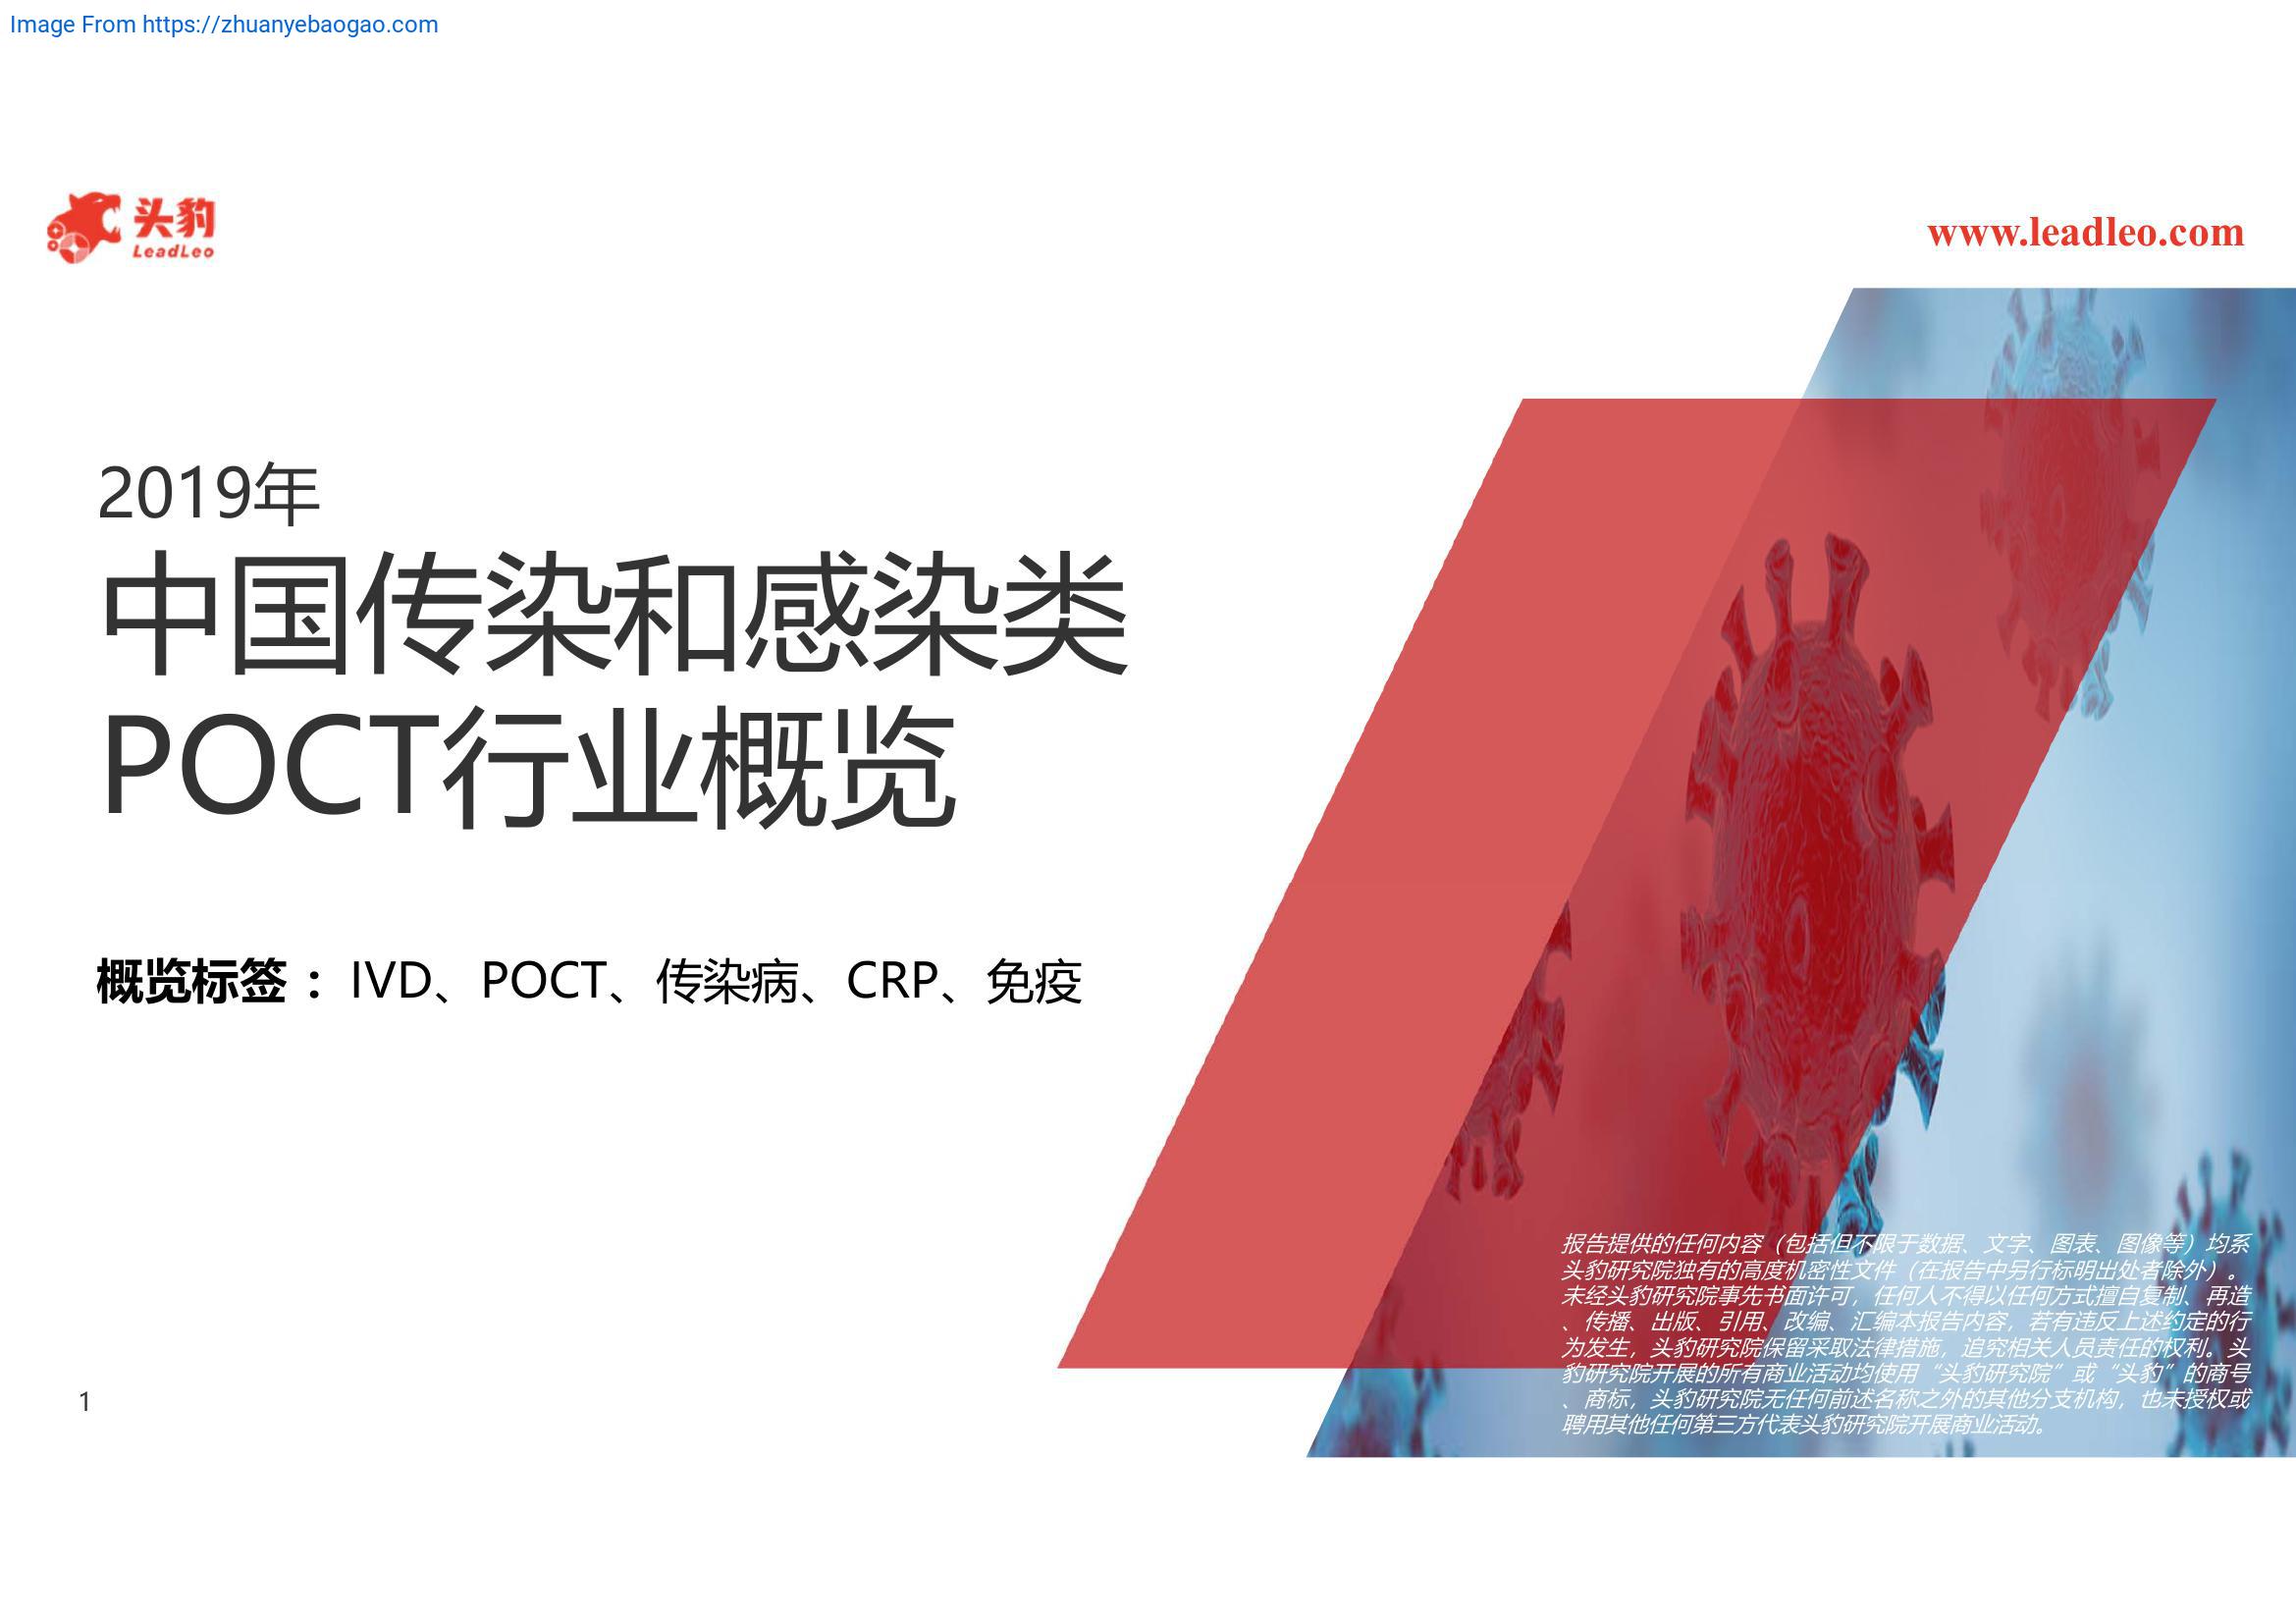 Image From https://zhuanyebaogao.com
头豹
LeadLeo
www.leadleo.com
2019年
中国传染和感染类
POCT行业概览
概览标签 ：IVD、POCT、传染病、CRP、免疫
报告提供的任何内容（包括但不限于数据、文字、图表、图像等）均系
头豹研究院独有的高度机密性文件（在报告中另行标明出处者除外）。
未经头豹研究院事先书面许可，任何人不得以任何方式擅自复制、再造
、传播、出版、引用、改编、汇编本报告内容，若有违反上述约定的行
为发生，头豹研究院保留采取法律措施，追究相关人员责任的权利。头
豹研究院开展的所有商业活动均使用“头豹研究院”或“头豹”的商号
、商标，头豹研究院无任何前述名称之外的其他分支机构，也未授权或
聘用其他任何第三方代表头豹研究院开展商业活动。
1